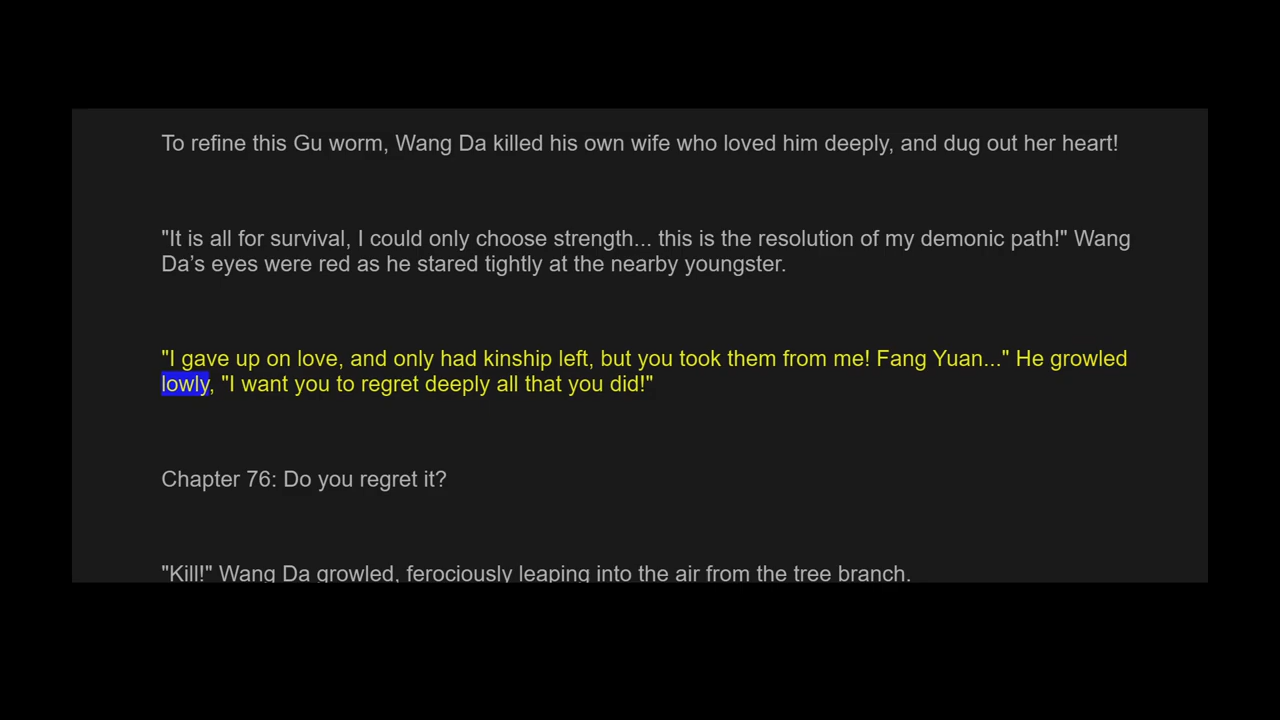 To refine this Gu worm, Wang Da killed his own wife who loved him deeply, and dug out her heart!
"It is all for survival, I could only choose strength... this is the resolution of my demonic path!" Wang
Da’s eyes were red as he stared tightly at the nearby youngster.
"I gave up on love, and only had kinship left, but you took them from me! Fang Yuan..." He growled
lowly, "I want you to regret deeply all that you did!"
Chapter 76: Do you regret it?
"Kill!" Wang Da growled, ferociously leaping into the air from the tree branch.